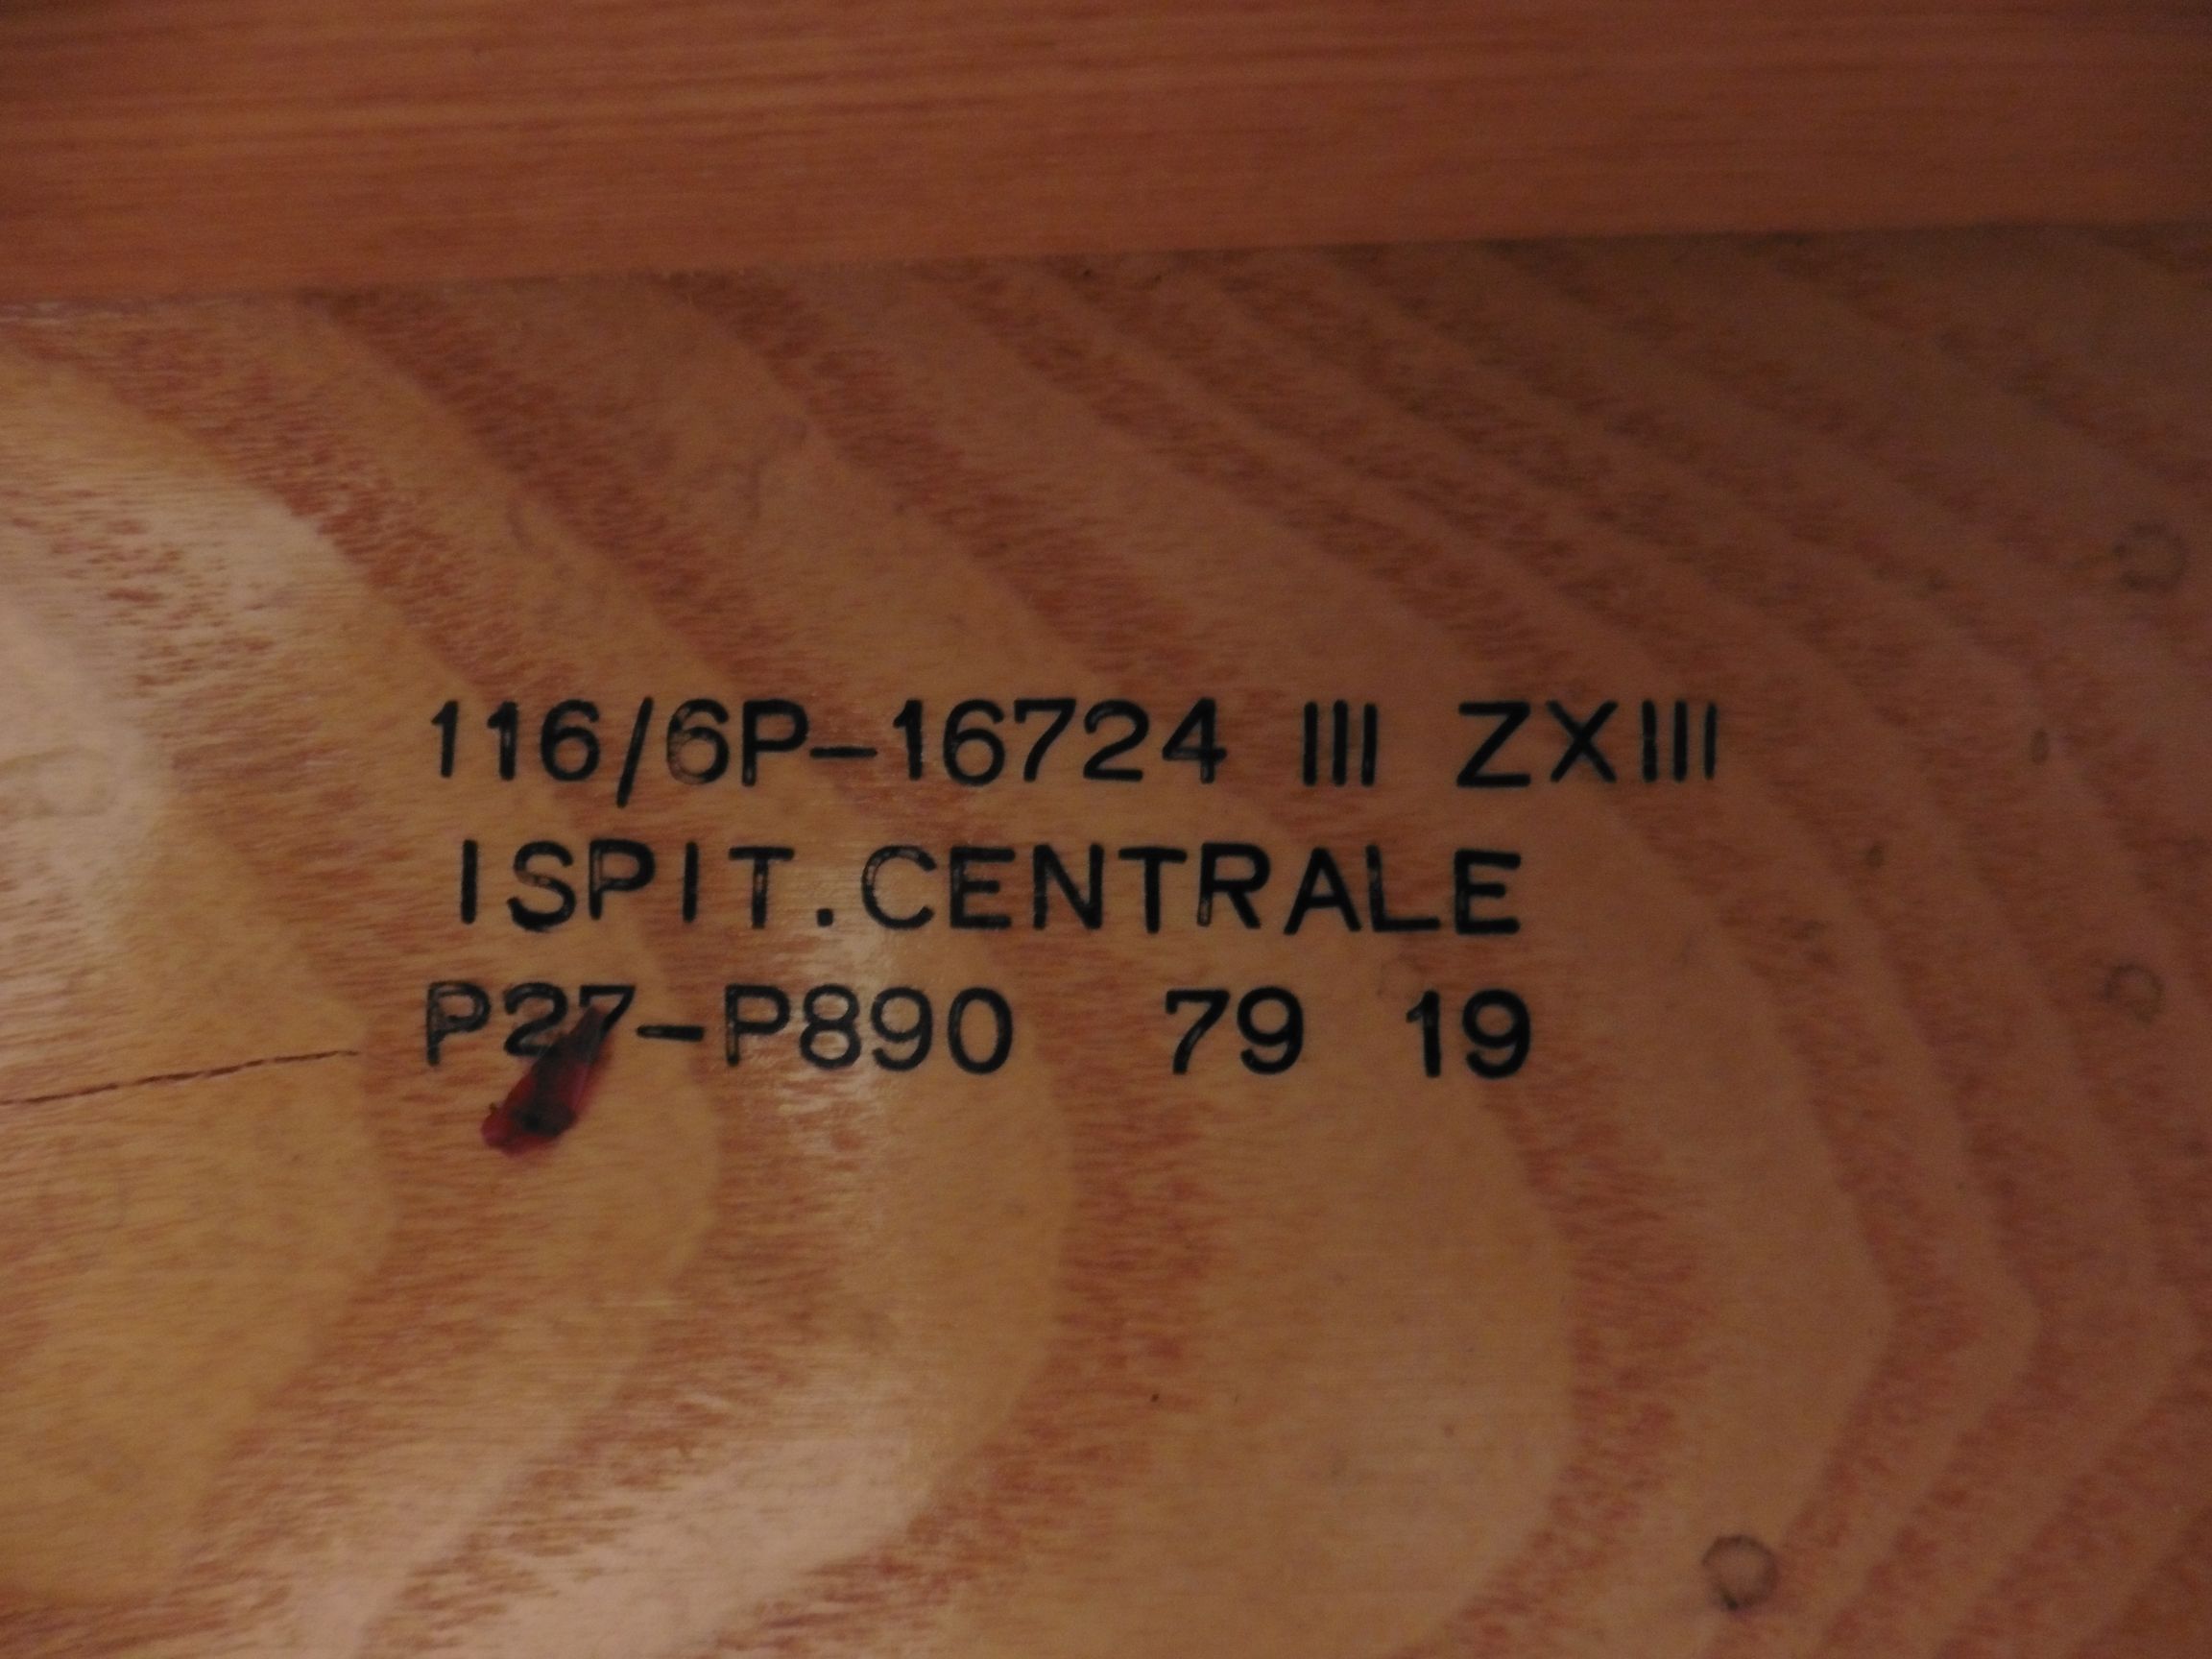 116/6P-16724 III ZXIII
ISPIT.CENTRALE
P27-P890 79 19